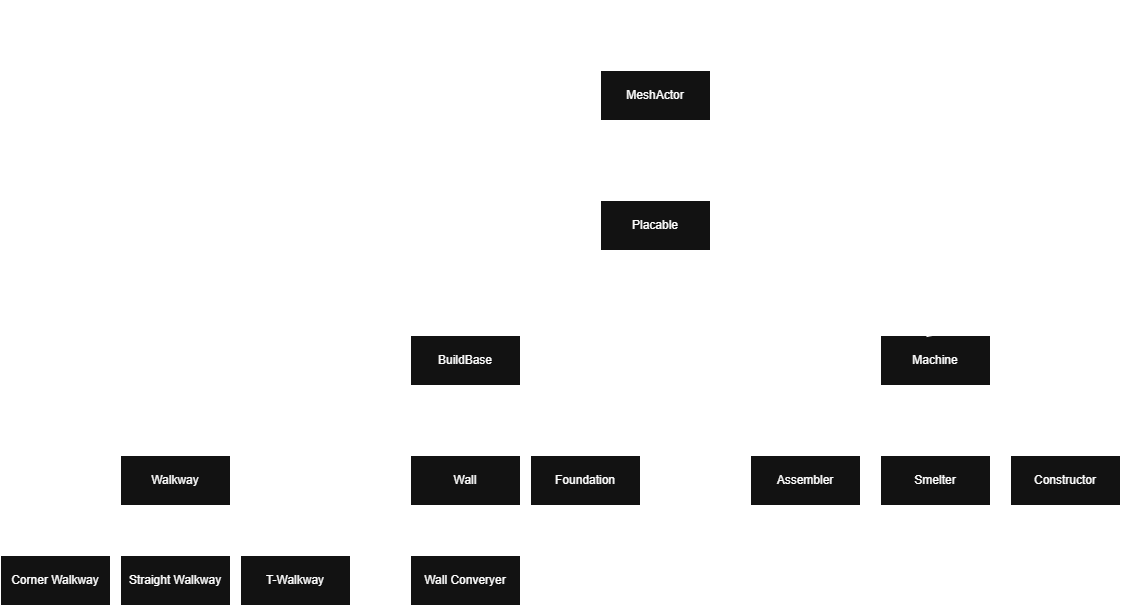 MeshActor
Placable
BuildBase
Machine
Walkway
Wall
Foundation
Assembler
Smelter
Constructor
Corner Walkway
Straight Walkway
T-Walkway
Wall Converyer